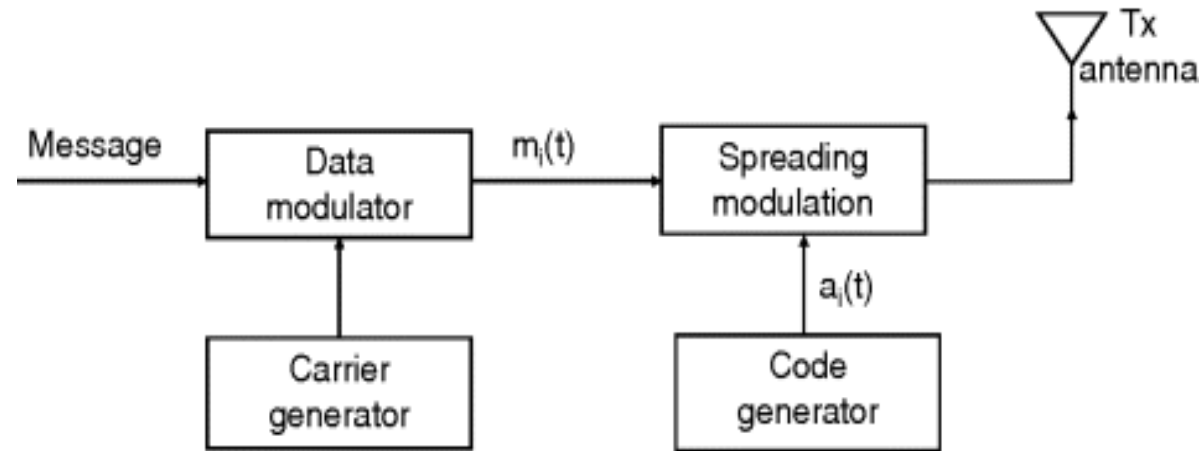 Tx
antenna
Message
Data
modulator
mᵢ(t)
Spreading
modulation
aᵢ(t)
Carrier
generator
Code
generator